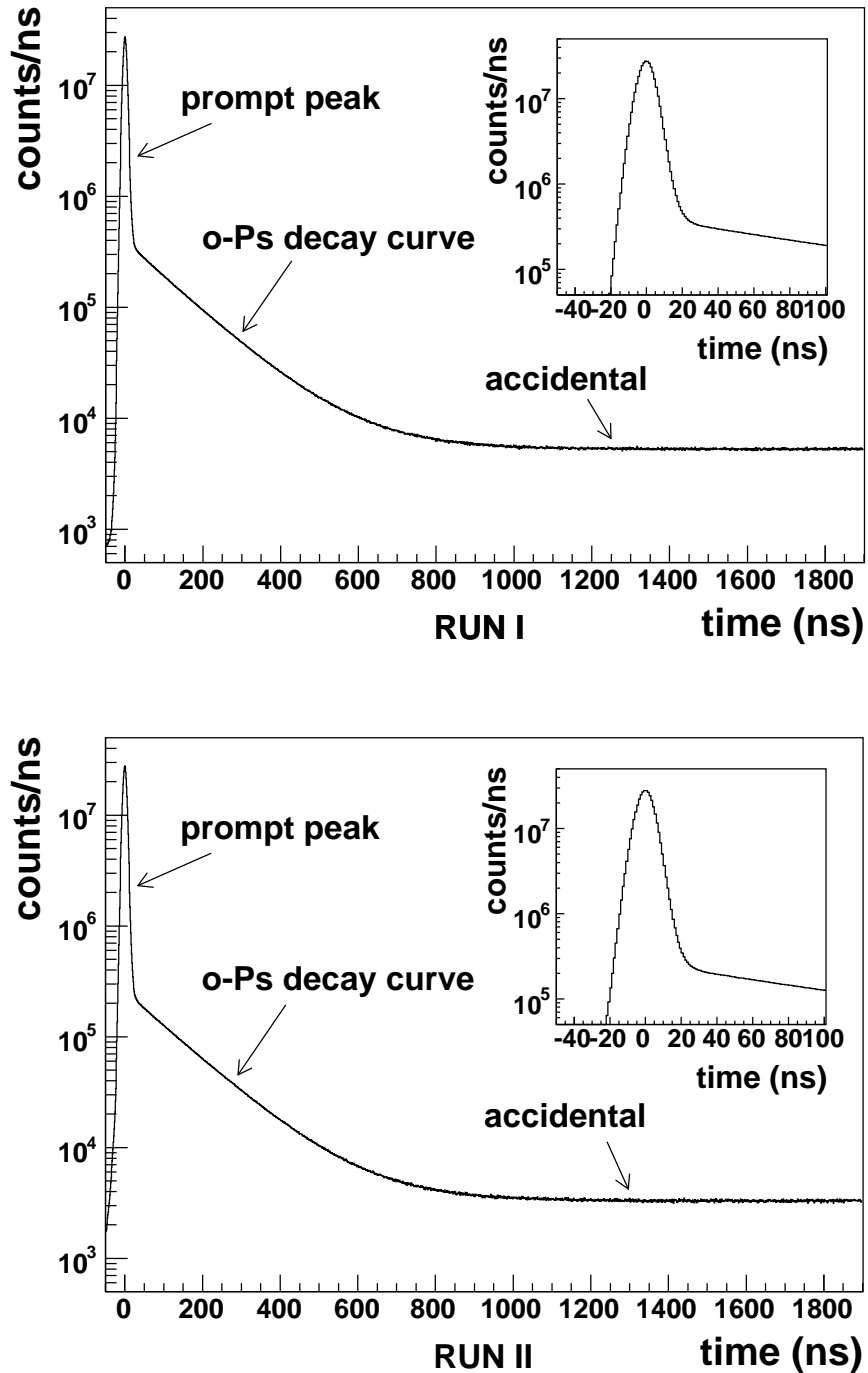 counts/ns
10^7
10^6
10^5
10^4
10^3
prompt peak
o-Ps decay curve
accidental
counts/ns
10^7
10^6
10^5
-40 -20 0 20 40 60 80 100
time (ns)
0 200 400 600 800 1000 1200 1400 1600 1800
RUN I time (ns)
counts/ns
10^7
10^6
10^5
10^4
10^3
prompt peak
o-Ps decay curve
accidental
counts/ns
10^7
10^6
10^5
-40 -20 0 20 40 60 80 100
time (ns)
0 200 400 600 800 1000 1200 1400 1600 1800
RUN II time (ns)